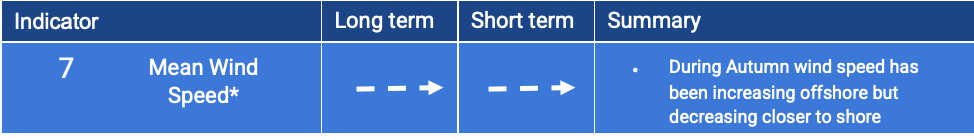 Indicator
Long term
Short term
Summary
7
Mean Wind
Speed*
• During Autumn wind speed has
been increasing offshore but
decreasing closer to shore